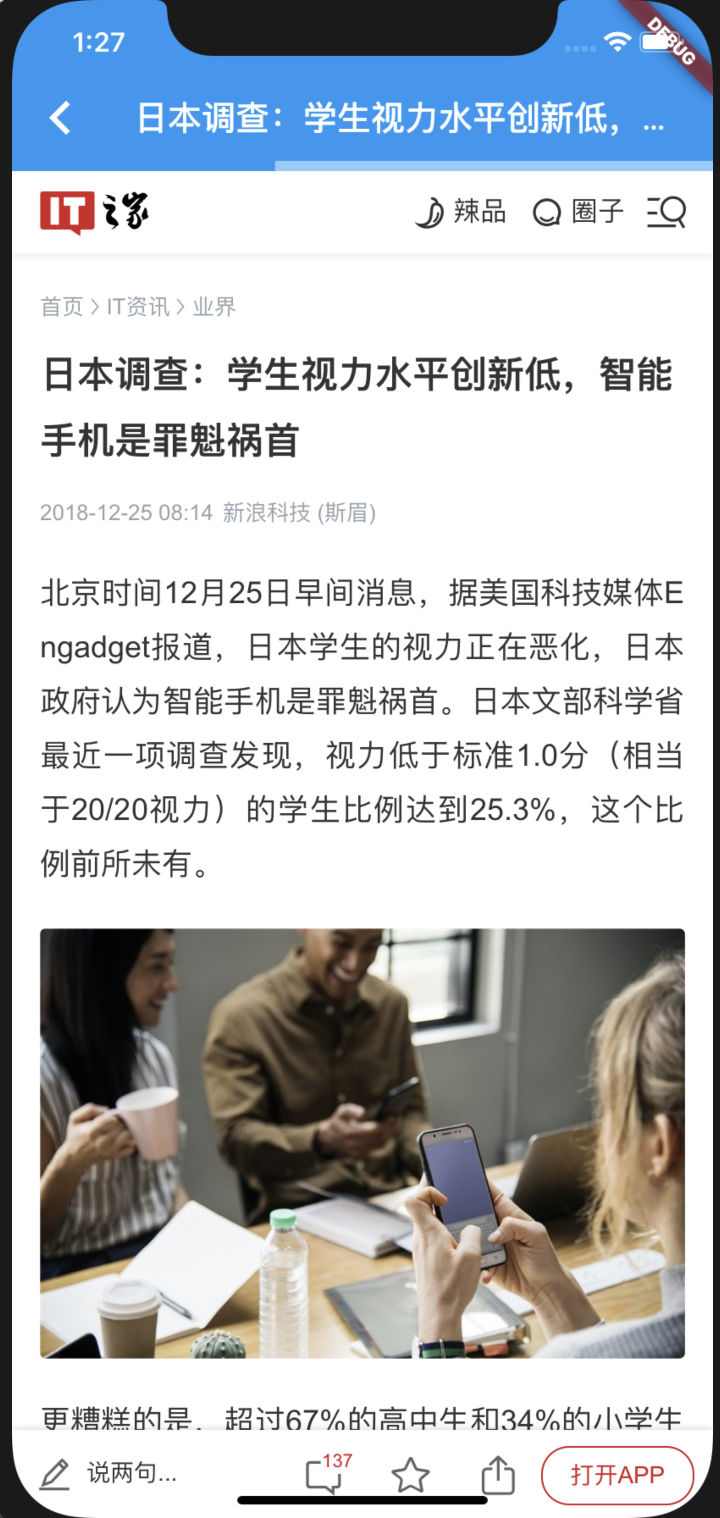 1:27
DEBUG
日本调查：学生视力水平创新低，...
IT之家
辣品
圈子
首页 > IT资讯 > 业界
日本调查：学生视力水平创新低，智能
手机是罪魁祸首
2018-12-25 08:14 新浪科技 (斯眉)
北京时间12月25日早间消息，据美国科技媒体E
ngadget报道，日本学生的视力正在恶化，日本
政府认为智能手机是罪魁祸首。日本文部科学省
最近一项调查发现，视力低于标准1.0分（相当
于20/20视力）的学生比例达到25.3%，这个比
例前所未有。
更糟糕的是，超过67%的高中生和34%的小学生
说两句...
137
打开APP